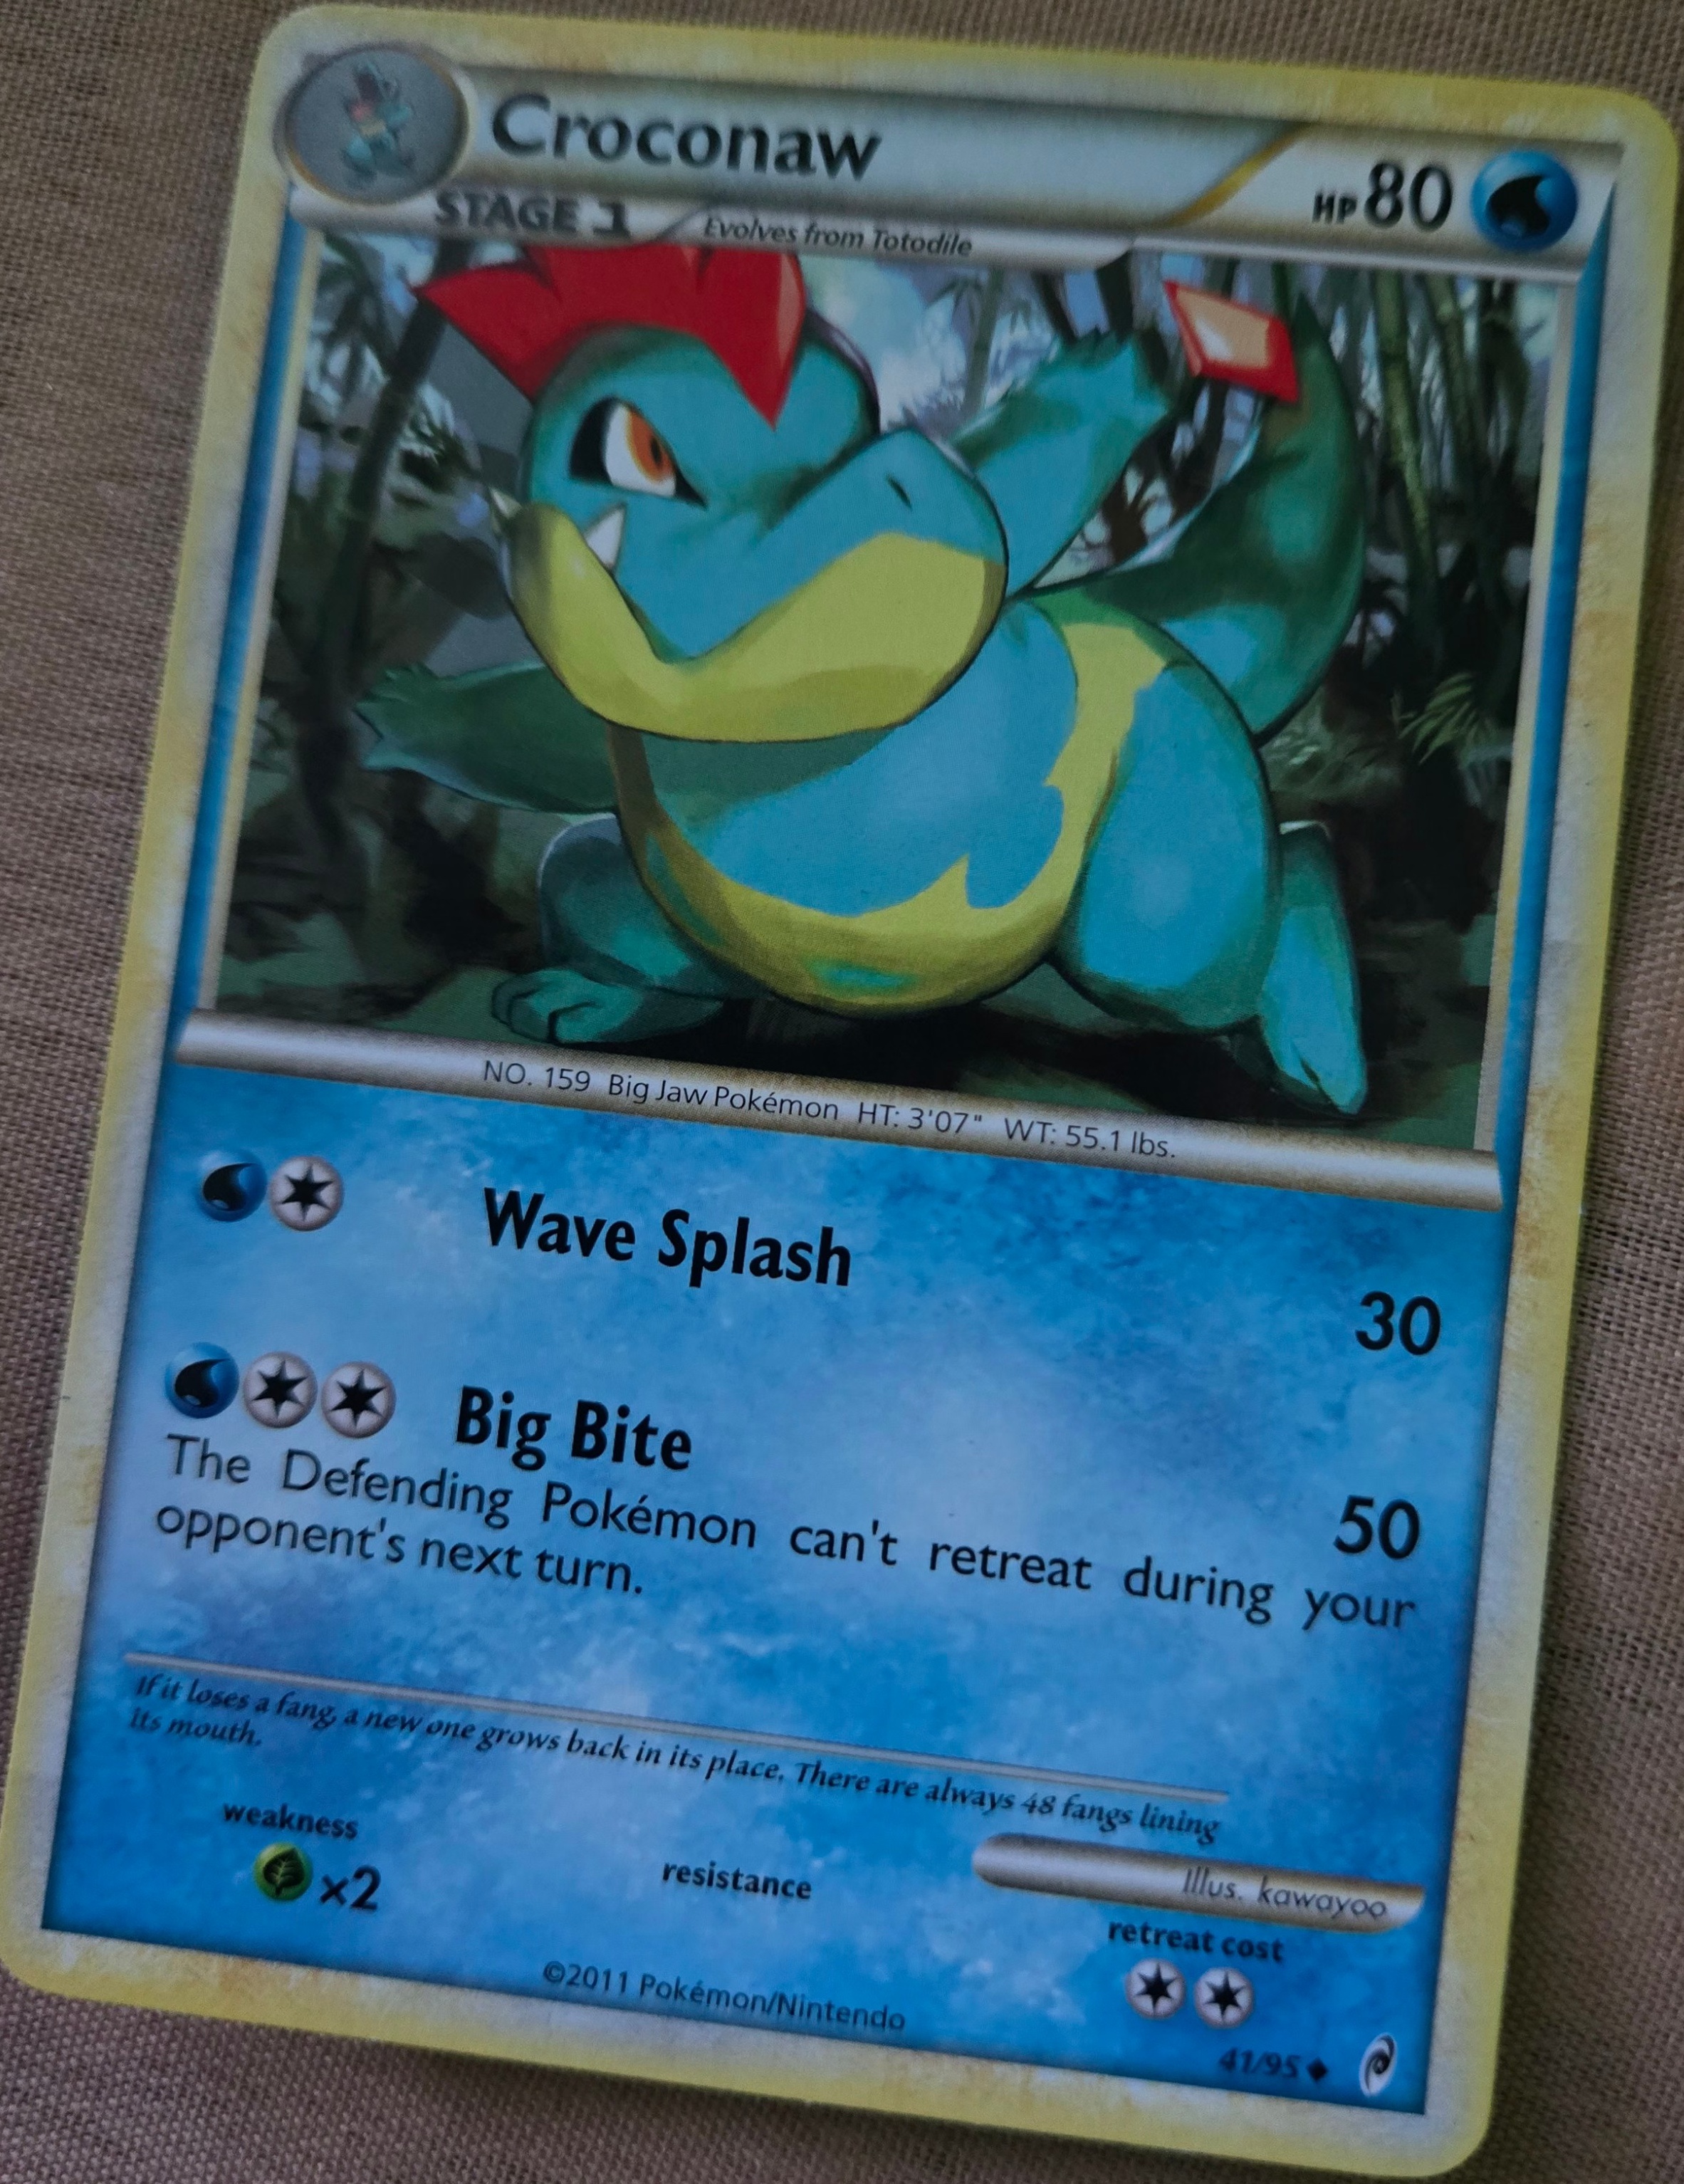 Croconaw
HP 80
STAGE 1
Evolves from Totodile
NO. 159 Big Jaw Pokémon HT: 3'07" WT: 55.1 lbs.
Wave Splash
30
Big Bite
50
The Defending Pokémon can't retreat during your
opponent's next turn.
If it loses a fang, a new one grows back in its place. There are always 48 fangs lining
its mouth.
Illus. kawayoo
weakness
x2
resistance
retreat cost
©2011 Pokémon/Nintendo
41/95